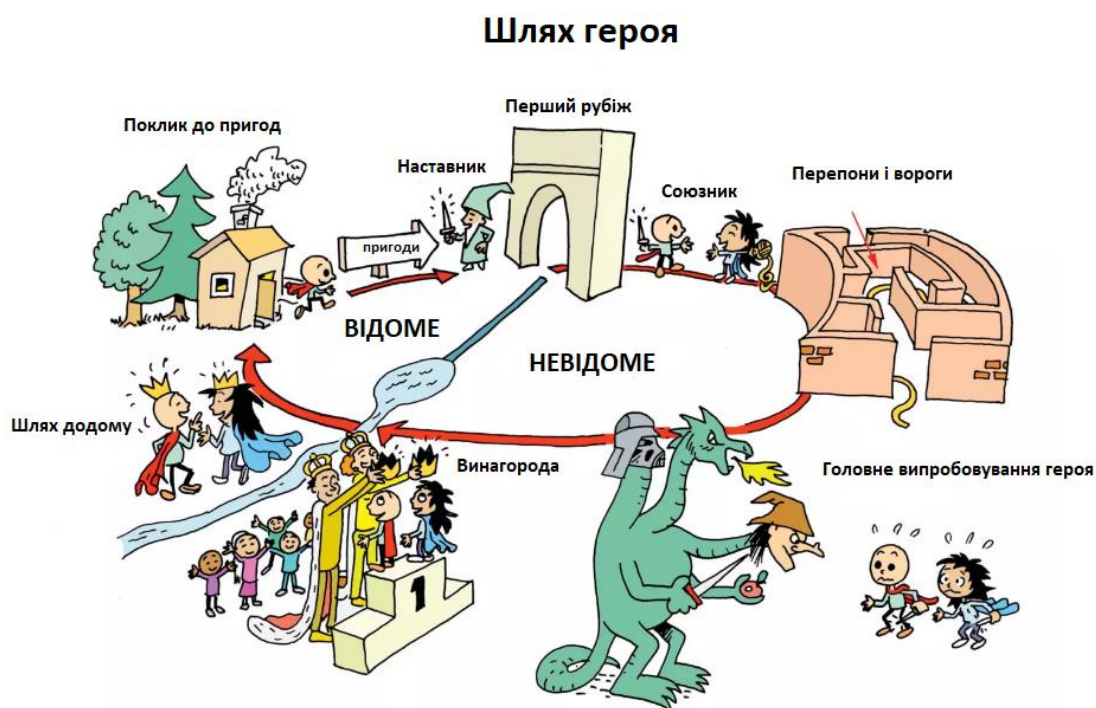 Шлях героя
Поклик до пригод
Наставник
Перший рубіж
Союзник
Перепони і вороги
пригоди
ВІДОМЕ
НЕВІДОМЕ
Шлях додому
Винагорода
Головне випробовування героя
1